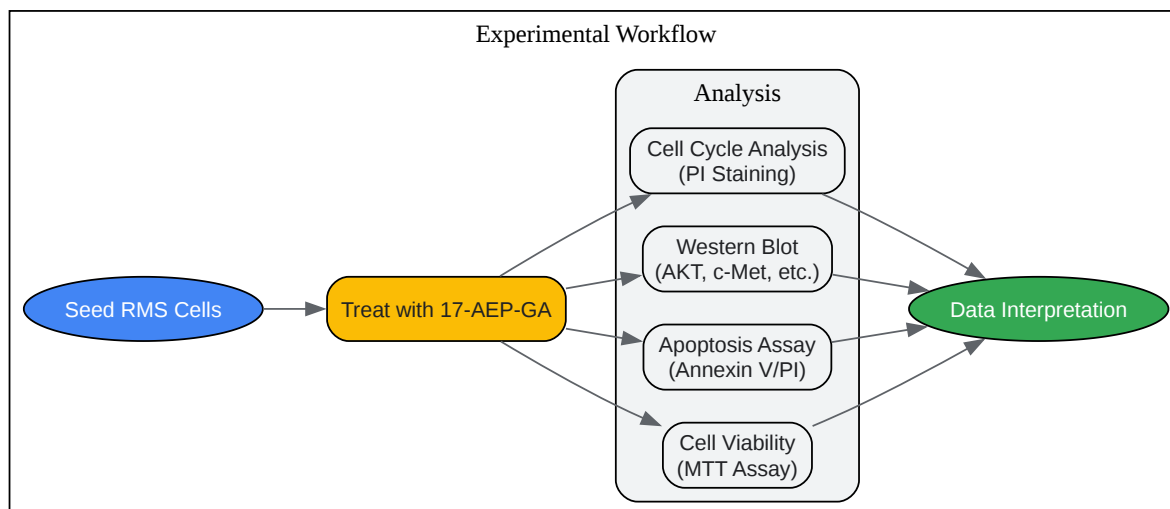 Experimental Workflow
Analysis
Cell Cycle Analysis
(PI Staining)
Western Blot
(AKT, c-Met, etc.)
Seed RMS Cells
Treat with 17-AEP-GA
Data Interpretation
Apoptosis Assay
(Annexin V/PI)
Cell Viability
(MTT Assay)